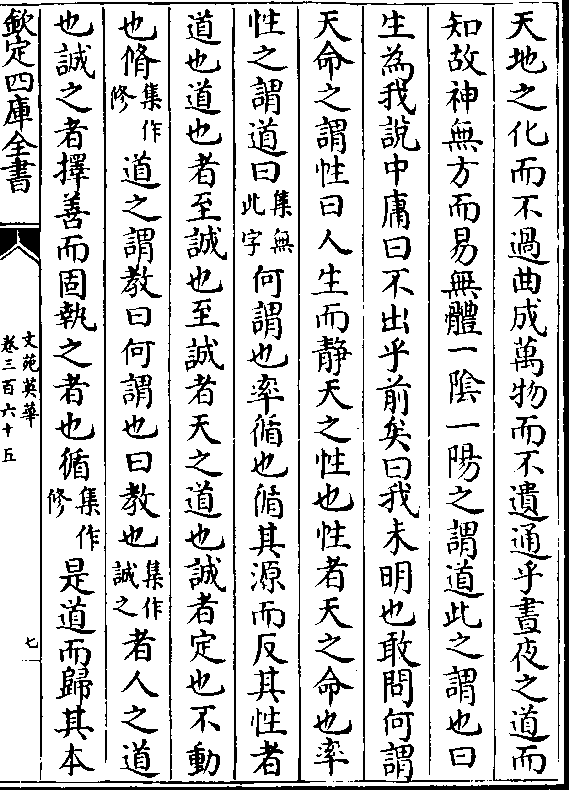 天地之化而不過曲成萬物而不遺通乎晝夜之道而
知故神無方而易無體一陰一陽之謂道此之謂也曰
生為我說中庸曰不出乎前矣曰我未明也敢問何謂
天命之謂性曰人生而静天之性也性者天之命也率
性之謂道曰集無此字何謂也率循也循其源而反其性者
道也道也者至誠也至誠者天之道也誠者定也不動
也脩集作修道之謂教曰何謂也曰教也集作誠之者人之道
也誠之者擇善而固執之者也循集作修是道而歸其本
欽定四庫全書
文苑英華
卷三百六十五
七